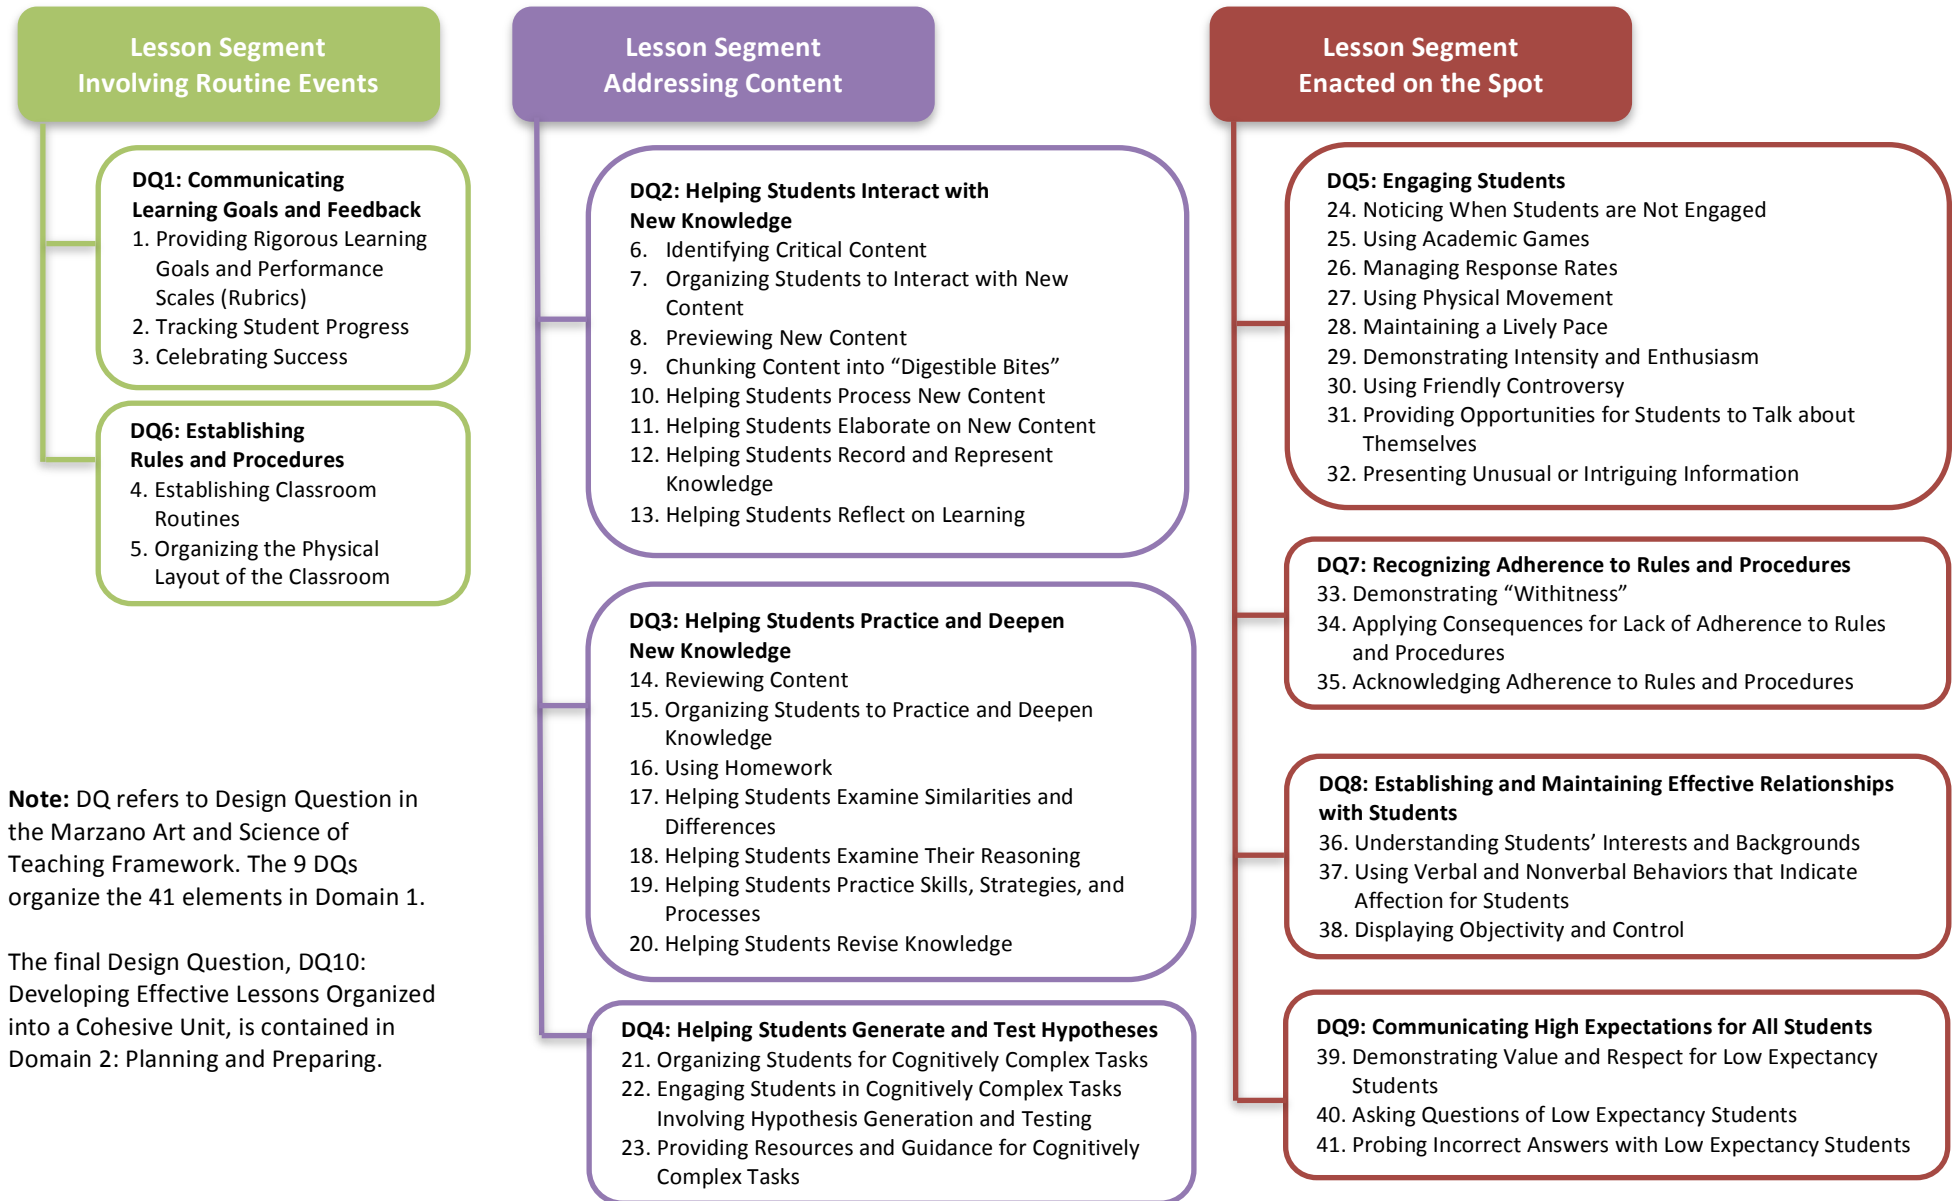 Lesson Segment
Involving Routine Events
DQ1: Communicating
Learning Goals and Feedback
1. Providing Rigorous Learning
Goals and Performance
Scales (Rubrics)
2. Tracking Student Progress
3. Celebrating Success
DQ6: Establishing
Rules and Procedures
4. Establishing Classroom
Routines
5. Organizing the Physical
Layout of the Classroom
Note: DQ refers to Design Question in
the Marzano Art and Science of
Teaching Framework. The 9 DQs
organize the 41 elements in Domain 1.
The final Design Question, DQ10:
Developing Effective Lessons Organized
into a Cohesive Unit, is contained in
Domain 2: Planning and Preparing.
Lesson Segment
Addressing Content
DQ2: Helping Students Interact with
New Knowledge
6. Identifying Critical Content
7. Organizing Students to Interact with New
Content
8. Previewing New Content
9. Chunking Content into “Digestible Bites”
10. Helping Students Process New Content
11. Helping Students Elaborate on New Content
12. Helping Students Record and Represent
Knowledge
13. Helping Students Reflect on Learning
DQ3: Helping Students Practice and Deepen
New Knowledge
14. Reviewing Content
15. Organizing Students to Practice and Deepen
Knowledge
16. Using Homework
17. Helping Students Examine Similarities and
Differences
18. Helping Students Examine Their Reasoning
19. Helping Students Practice Skills, Strategies, and
Processes
20. Helping Students Revise Knowledge
DQ4: Helping Students Generate and Test Hypotheses
21. Organizing Students for Cognitively Complex Tasks
22. Engaging Students in Cognitively Complex Tasks
Involving Hypothesis Generation and Testing
23. Providing Resources and Guidance for Cognitively
Complex Tasks
Lesson Segment
Enacted on the Spot
DQ5: Engaging Students
24. Noticing When Students are Not Engaged
25. Using Academic Games
26. Managing Response Rates
27. Using Physical Movement
28. Maintaining a Lively Pace
29. Demonstrating Intensity and Enthusiasm
30. Using Friendly Controversy
31. Providing Opportunities for Students to Talk about
Themselves
32. Presenting Unusual or Intriguing Information
DQ7: Recognizing Adherence to Rules and Procedures
33. Demonstrating “Withitness”
34. Applying Consequences for Lack of Adherence to Rules
and Procedures
35. Acknowledging Adherence to Rules and Procedures
DQ8: Establishing and Maintaining Effective Relationships
with Students
36. Understanding Students’ Interests and Backgrounds
37. Using Verbal and Nonverbal Behaviors that Indicate
Affection for Students
38. Displaying Objectivity and Control
DQ9: Communicating High Expectations for All Students
39. Demonstrating Value and Respect for Low Expectancy
Students
40. Asking Questions of Low Expectancy Students
41. Probing Incorrect Answers with Low Expectancy Students